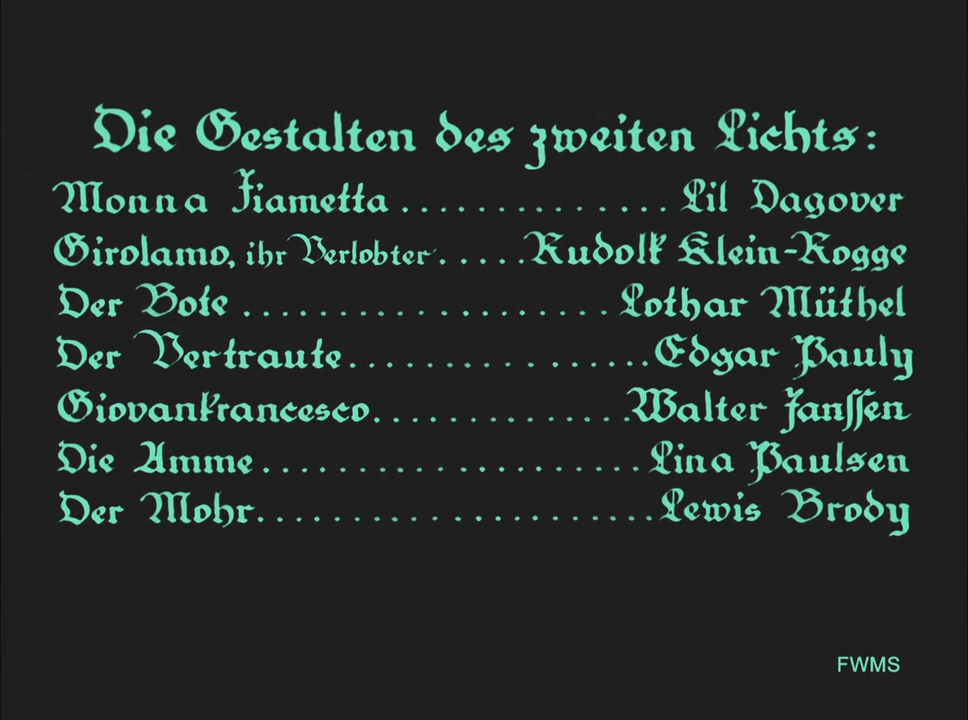 Die Gestalten des zweiten Lichts:
Monna Fiametta .............. Lil Dagover
Girolamo, ihr Verlobter ..... Rudolf Klein-Rogge
Der Bote .................... Lothar Müthel
Der Vertraute ................ Edgar Pauly
Giovanfrancesco .............. Walter Janssen
Die Amme .................... Lina Paulsen
Der Mohr ..................... Lewis Brody
FWMS